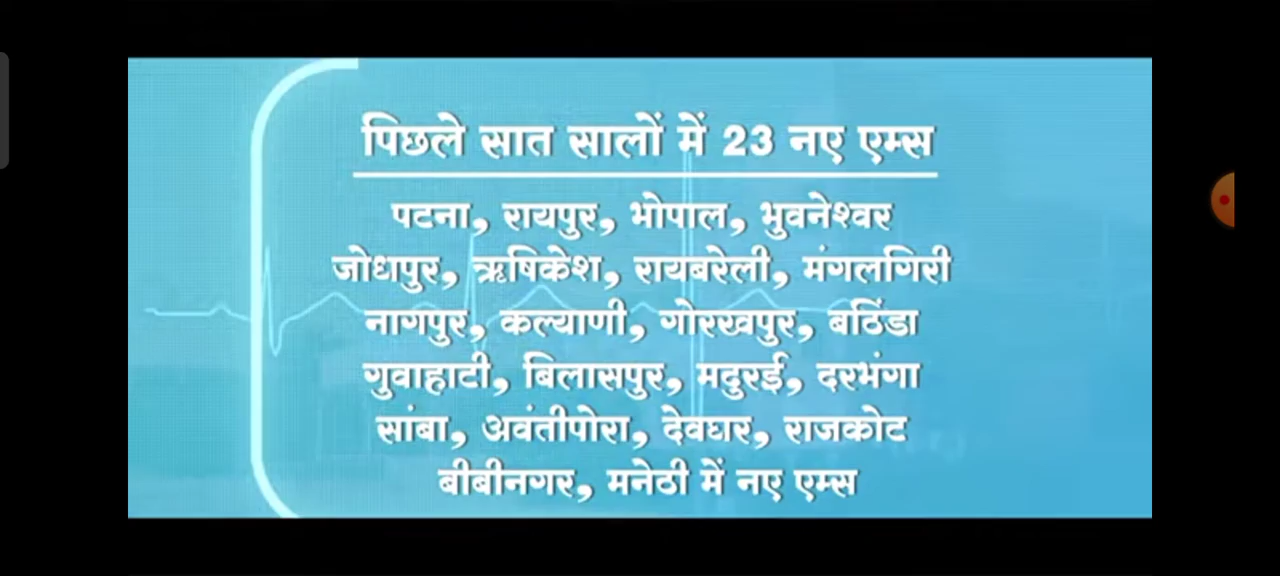 पिछले सात सालों में 23 नए एम्स
पटना, रायपुर, भोपाल, भुवनेश्वर
जोधपुर, ऋषिकेश, रायबरेली, मंगलगिरी
नागपुर, कल्याणी, गोरखपुर, बठिंडा
गुवाहाटी, बिलासपुर, मदुरई, दरभंगा
सांबा, अवंतीपोरा, देवघर, राजकोट
बीबीनगर, मनेठी में नए एम्स